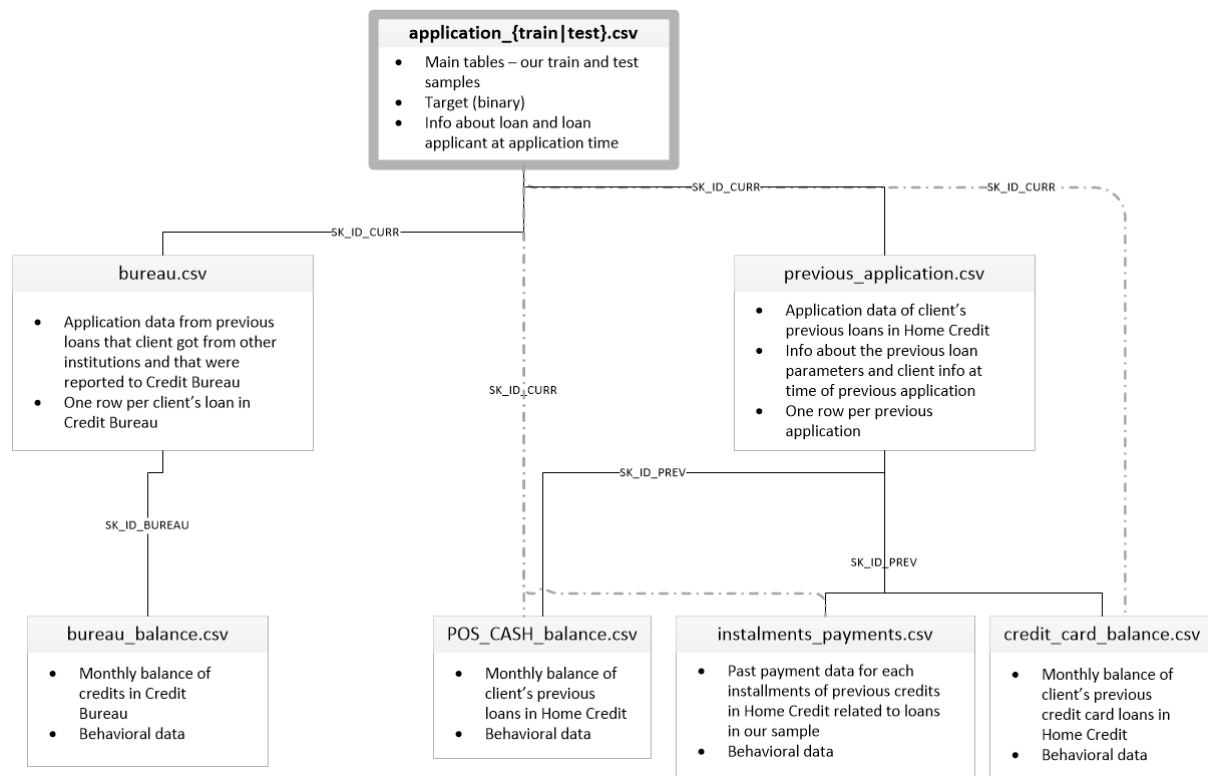 application_{train|test}.csv
• Main tables – our train and test
samples
• Target (binary)
• Info about loan and loan
applicant at application time
SK_ID_CURR
SK_ID_CURR
SK_ID_CURR
bureau.csv
• Application data from previous
loans that client got from other
institutions and that were
reported to Credit Bureau
• One row per client's loan in
Credit Bureau
previous_application.csv
• Application data of client's
previous loans in Home Credit
• Info about the previous loan
parameters and client info at
time of previous application
• One row per previous
application
SK_ID_CURR
SK_ID_PREV
SK_ID_BUREAU
SK_ID_PREV
bureau_balance.csv
• Monthly balance of
credits in Credit
Bureau
• Behavioral data
POS_CASH_balance.csv
• Monthly balance of
client's previous
loans in Home Credit
• Behavioral data
instalments_payments.csv
• Past payment data for each
installments of previous credits
in Home Credit related to loans
in our sample
• Behavioral data
credit_card_balance.csv
• Monthly balance of
client's previous
credit card loans in
Home Credit
• Behavioral data